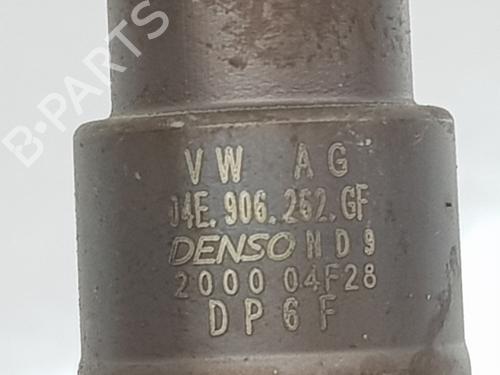 B-PARTS
VW AG
04E.906.262.GF
DENSO ND9
2000 04F28
DP6F